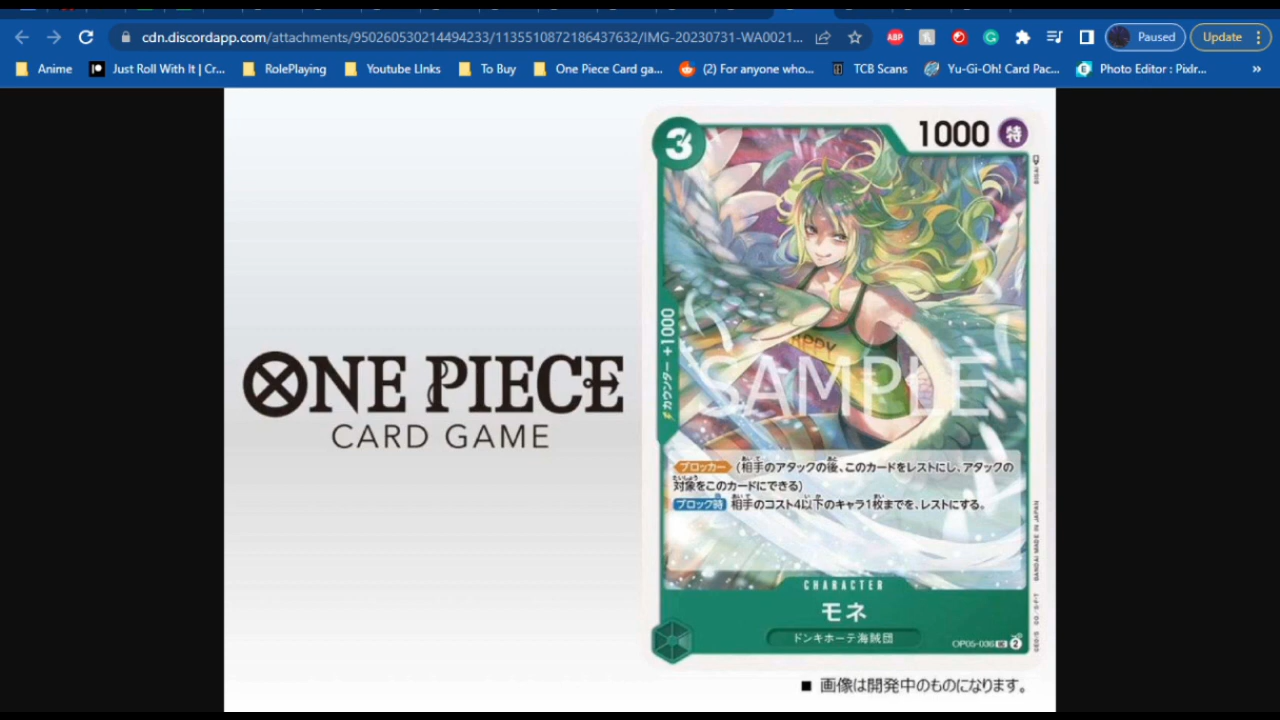 cdn.discordapp.com/attachments/950260530214494233/1135510872186437632/IMG-20230731-WA0021...
ABP
Paused
Update
Anime
Just Roll With It | Cr...
RolePlaying
Youtube LInks
To Buy
One Piece Card ga...
(2) For anyone who...
TCB Scans
Yu-Gi-Oh! Card Pac...
Photo Editor : Pixlr...
»
3
1000 特
カウンター +1000
HAPPY
SAMPLE
ONE PIECE
CARD GAME
ブロッカー (相手のアタックの後、このカードをレストにし、アタックの
対象をこのカードにできる)
ブロック時 相手のコスト4以下のキャラ1枚までを、レストにする。
BANDAI MADE IN JAPAN
CHARACTER
モネ
ドンキホーテ海賊団
OP05-036 UC 2
■ 画像は開発中のものになります。